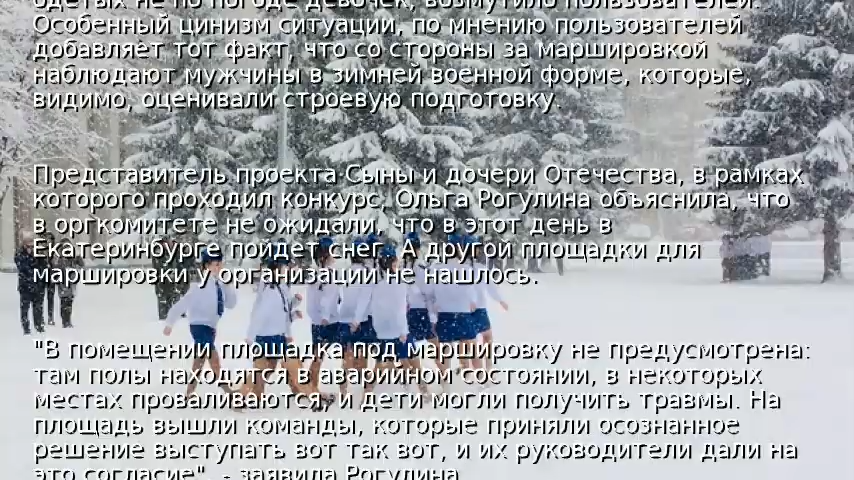 одетых не по погоде девочек, возмутило пользователей.
Особенный цинизм ситуации, по мнению пользователей
добавляет тот факт, что со стороны за маршировкой
наблюдают мужчины в зимней военной форме, которые,
видимо, оценивали строевую подготовку.
Представитель проекта Сыны и дочери Отечества, в рамках
которого проходил конкурс, Ольга Рогулина объяснила, что
в оргкомитете не ожидали, что в этот день в
Екатеринбурге пойдет снег. А другой площадки для
маршировки у организации не нашлось.
"В помещении площадка под маршировку не предусмотрена:
там полы находятся в аварийном состоянии, в некоторых
местах проваливаются, и дети могли получить травмы. На
площадь вышли команды, которые приняли осознанное
решение выступать вот так вот, и их руководители дали на
это согласие", - заявила Рогулина